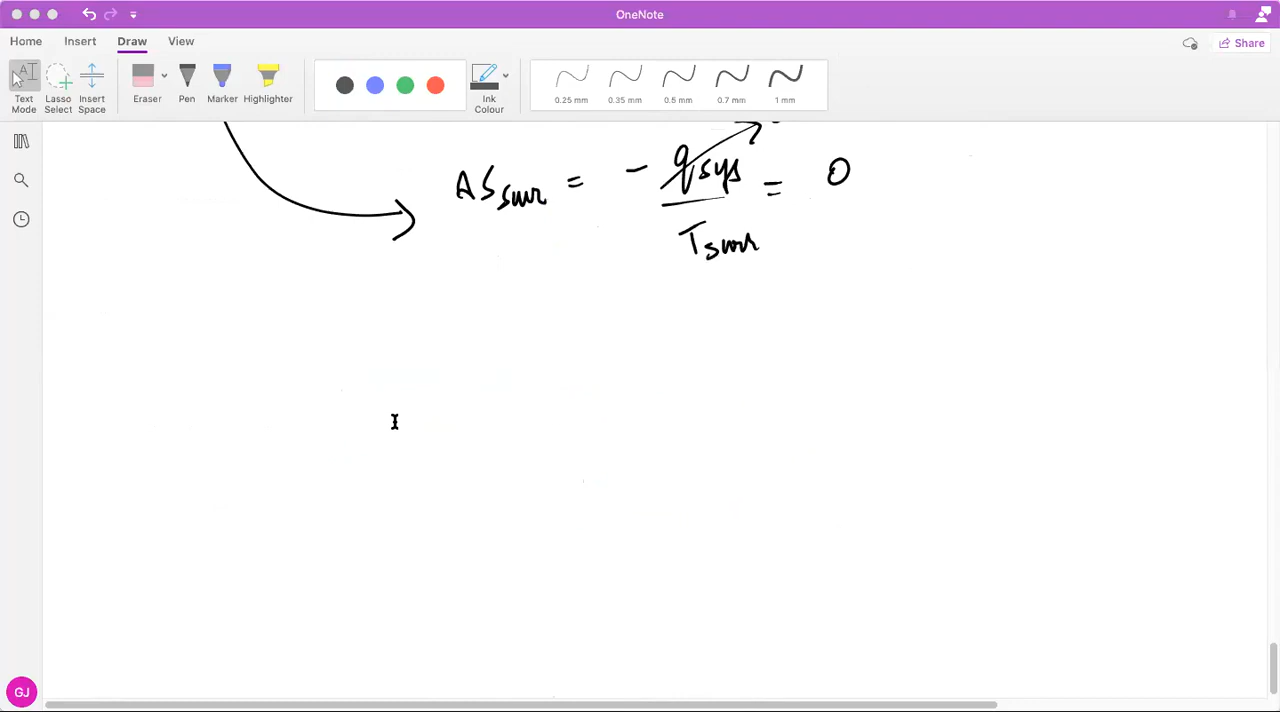 OneNote
Home Insert Draw View
Share
Text Mode
Lasso Select
Insert Space
Eraser
Pen
Marker
Highlighter
Ink Colour
0.25 mm 0.35 mm 0.5 mm 0.7 mm 1 mm
ΔSsurr = - qsys / Tsurr = 0
GJ